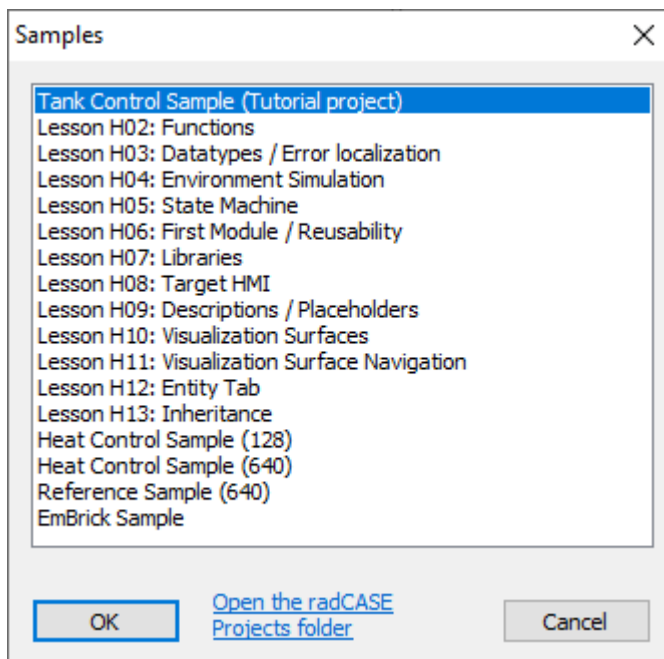 Samples
Tank Control Sample (Tutorial project)
Lesson H02: Functions
Lesson H03: Datatypes / Error localization
Lesson H04: Environment Simulation
Lesson H05: State Machine
Lesson H06: First Module / Reusability
Lesson H07: Libraries
Lesson H08: Target HMI
Lesson H09: Descriptions / Placeholders
Lesson H10: Visualization Surfaces
Lesson H11: Visualization Surface Navigation
Lesson H12: Entity Tab
Lesson H13: Inheritance
Heat Control Sample (128)
Heat Control Sample (640)
Reference Sample (640)
EmBrick Sample
OK
Open the radCASE
Projects folder
Cancel